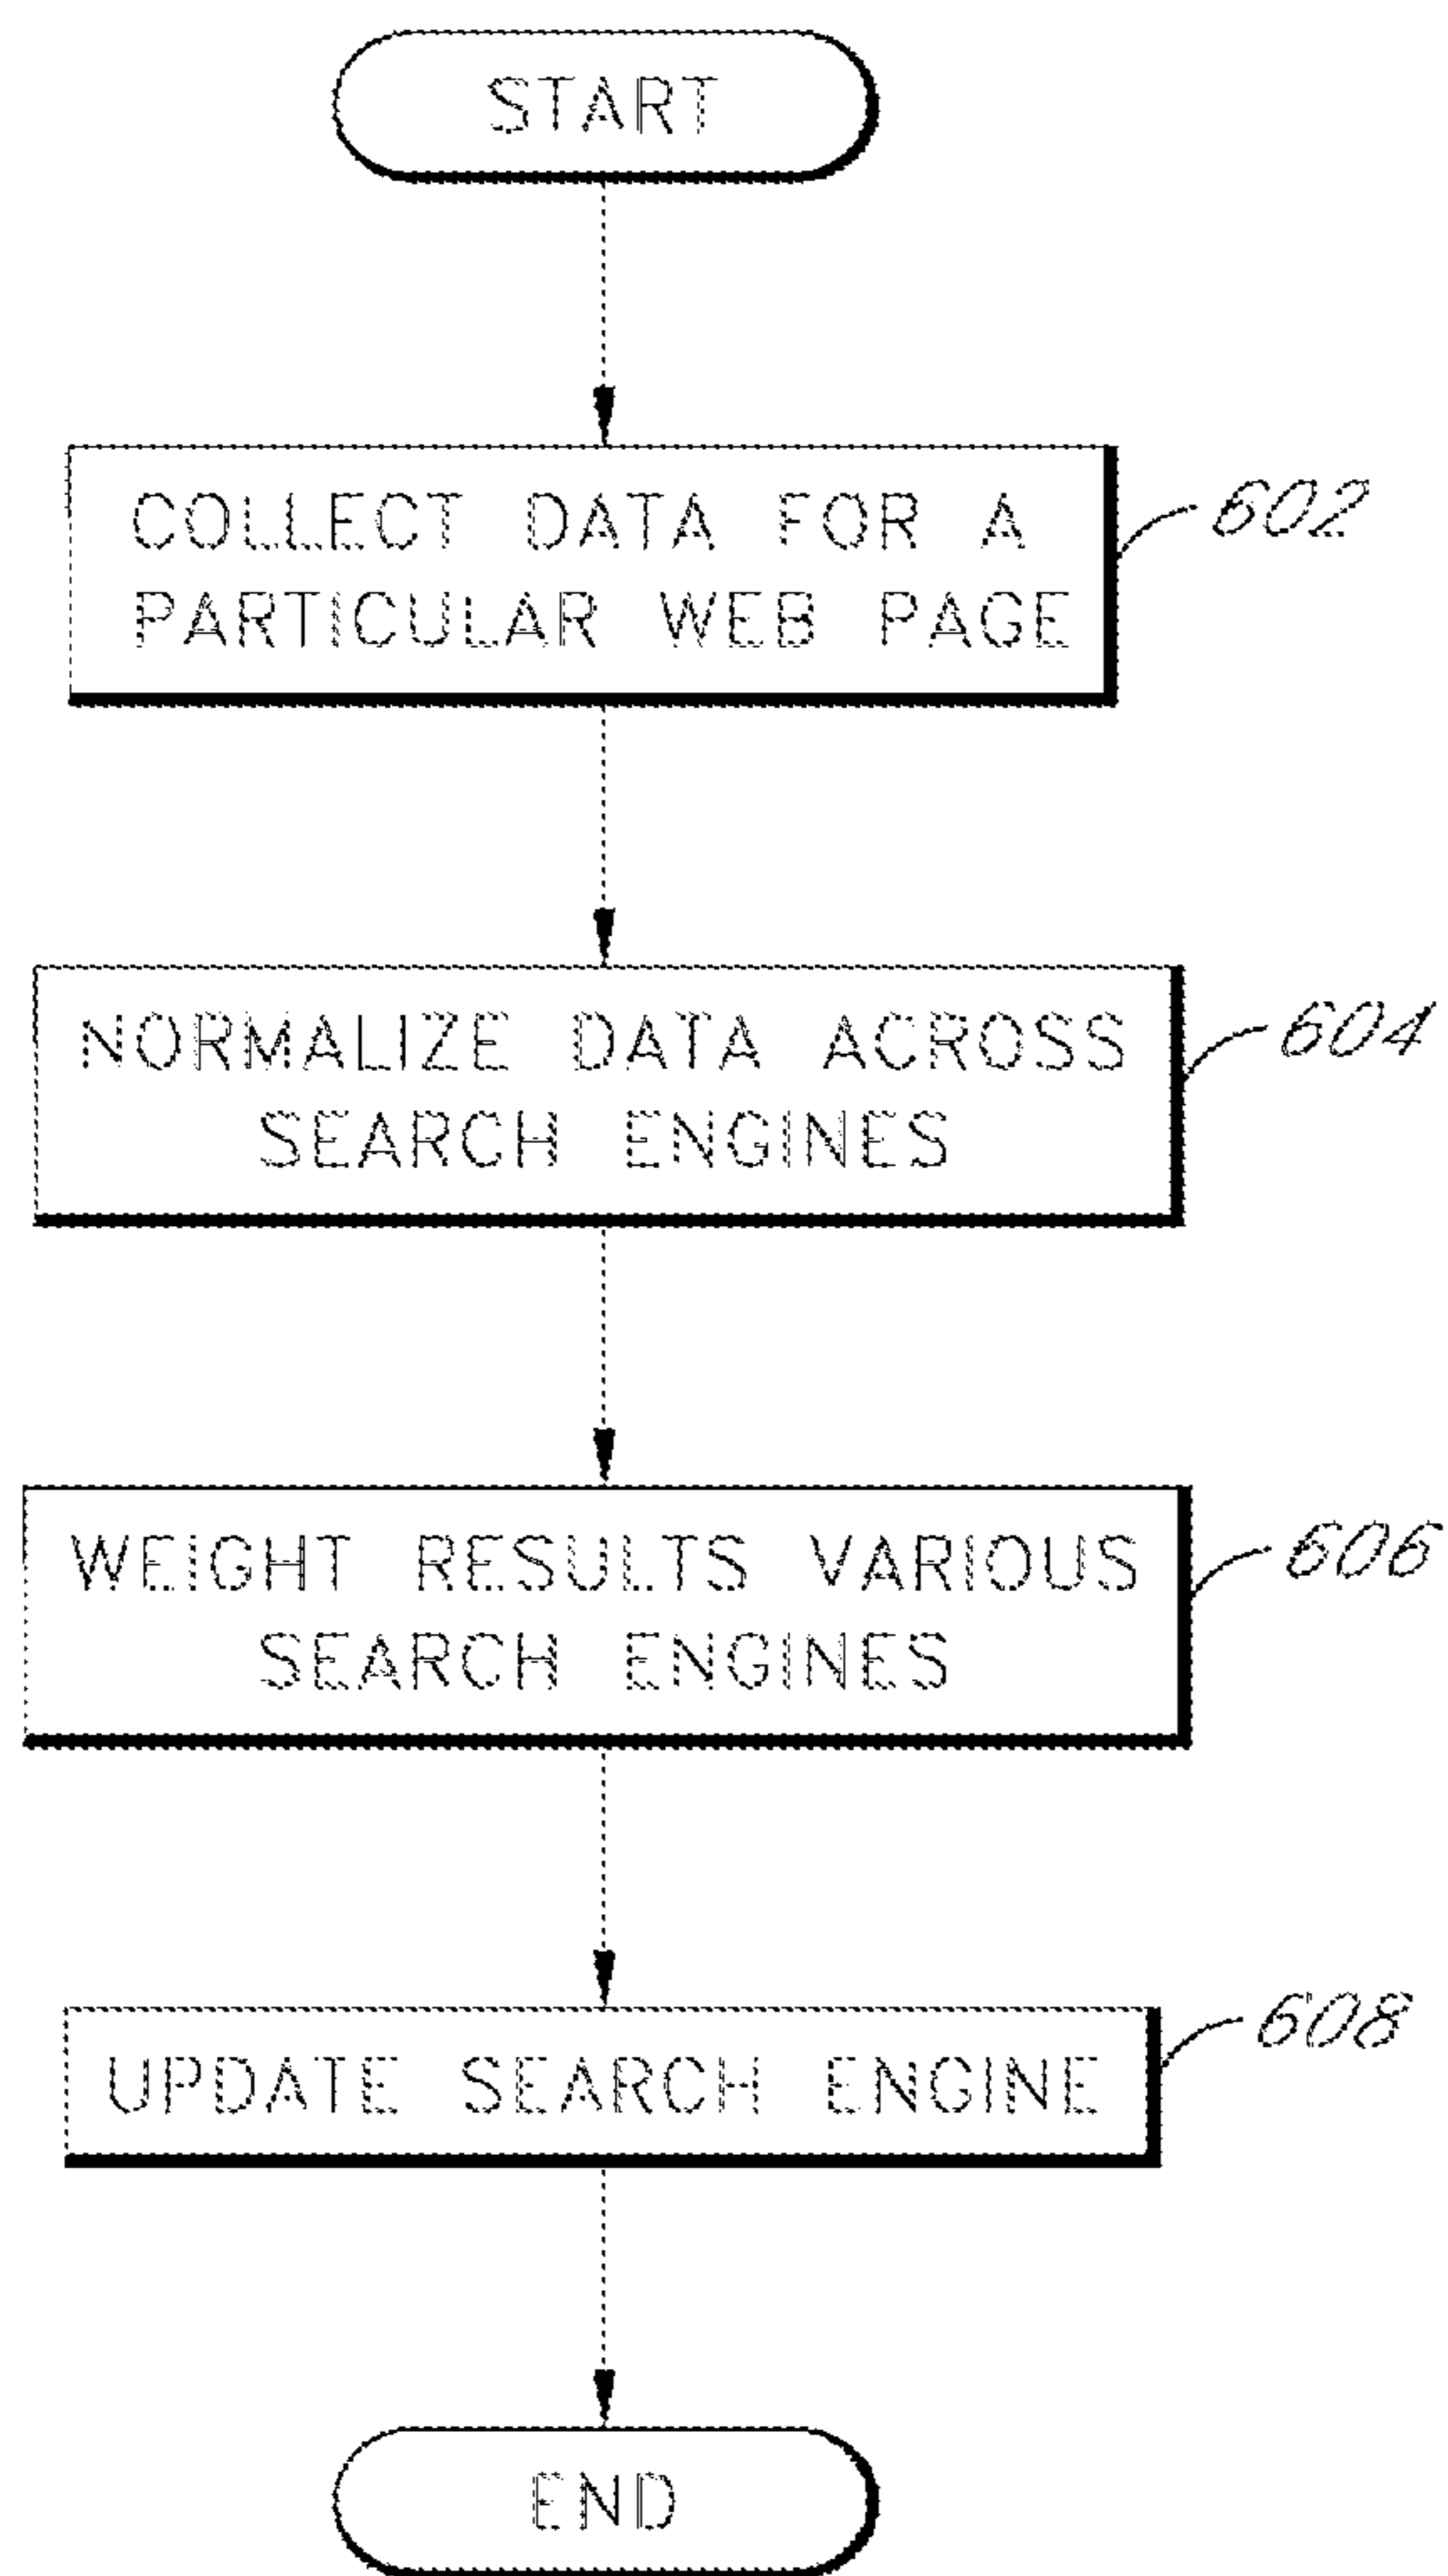 START
COLLECT DATA FOR A
PARTICULAR WEB PAGE
602
NORMALIZE DATA ACROSS
SEARCH ENGINES
604
WEIGHT RESULTS VARIOUS
SEARCH ENGINES
606
UPDATE SEARCH ENGINE
608
END